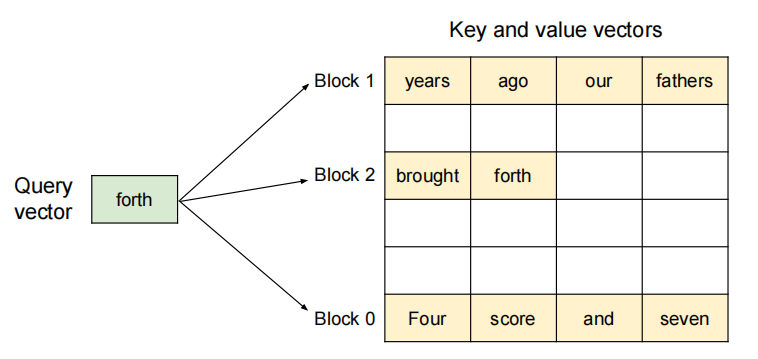 Key and value vectors
Block 1 years ago our fathers
Block 2 brought forth
Query
vector
forth
Block 0 Four score and seven